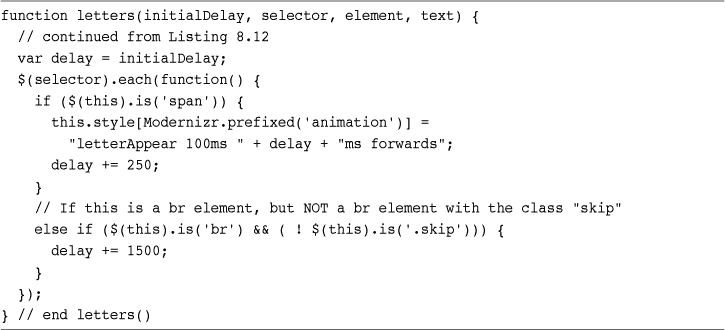 function letters(initialDelay, selector, element, text) {
  // continued from Listing 8.12
  var delay = initialDelay;
  $(selector).each(function() {
    if ($(this).is('span')) {
      this.style[Modernizr.prefixed('animation')] =
        "letterAppear 100ms " + delay + "ms forwards";
      delay += 250;
    }
    // If this is a br element, but NOT a br element with the class "skip"
    else if ($(this).is('br') && ( ! $(this).is('.skip'))) {
      delay += 1500;
    }
  });
} // end letters()